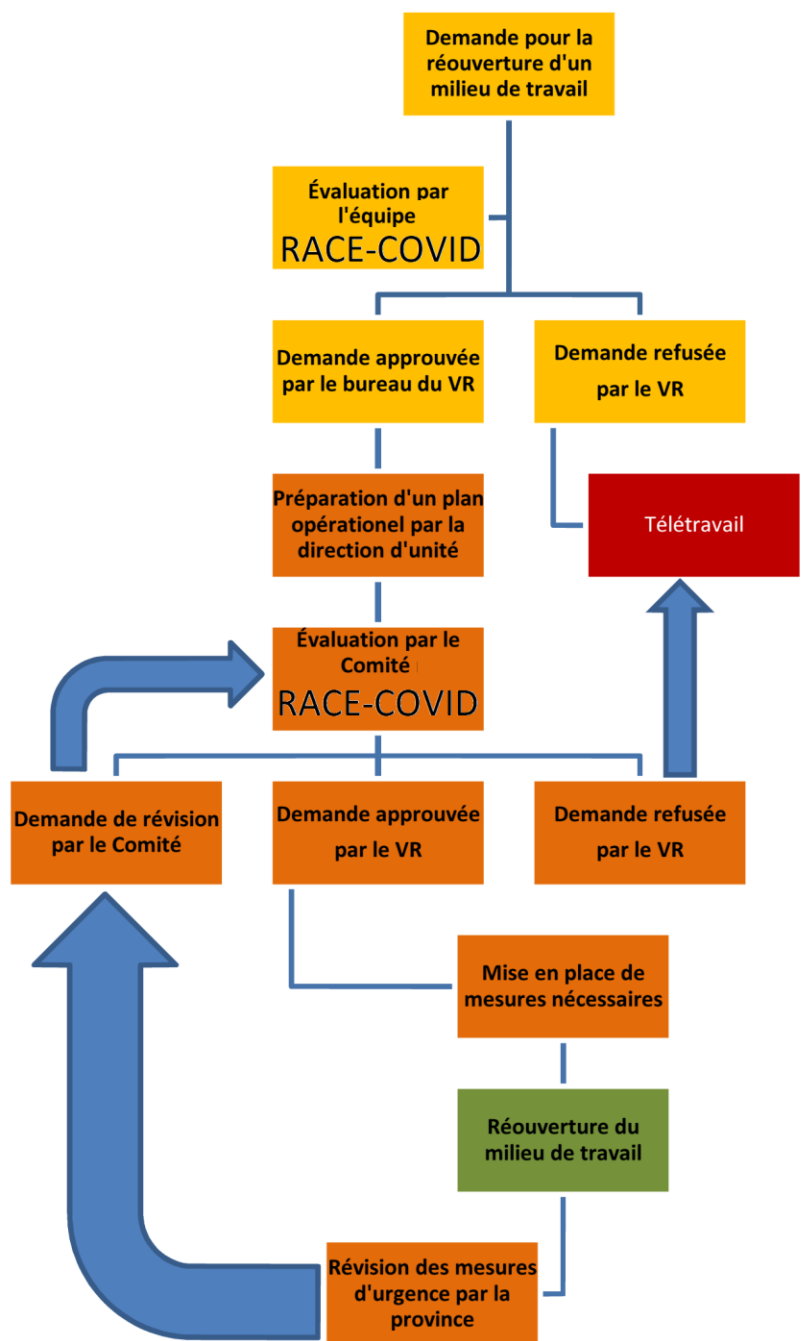 Demande pour la
réouverture d'un
milieu de travail
Évaluation par
l'équipe
RACE-COVID
Demande approuvée
par le bureau du VR
Demande refusée
par le VR
Préparation d'un plan
opérationel par la
direction d'unité
Télétravail
Évaluation par le
Comité
RACE-COVID
Demande de révision
par le Comité
Demande approuvée
par le VR
Demande refusée
par le VR
Mise en place de
mesures nécessaires
Réouverture du
milieu de travail
Révision des mesures
d'urgence par la
province